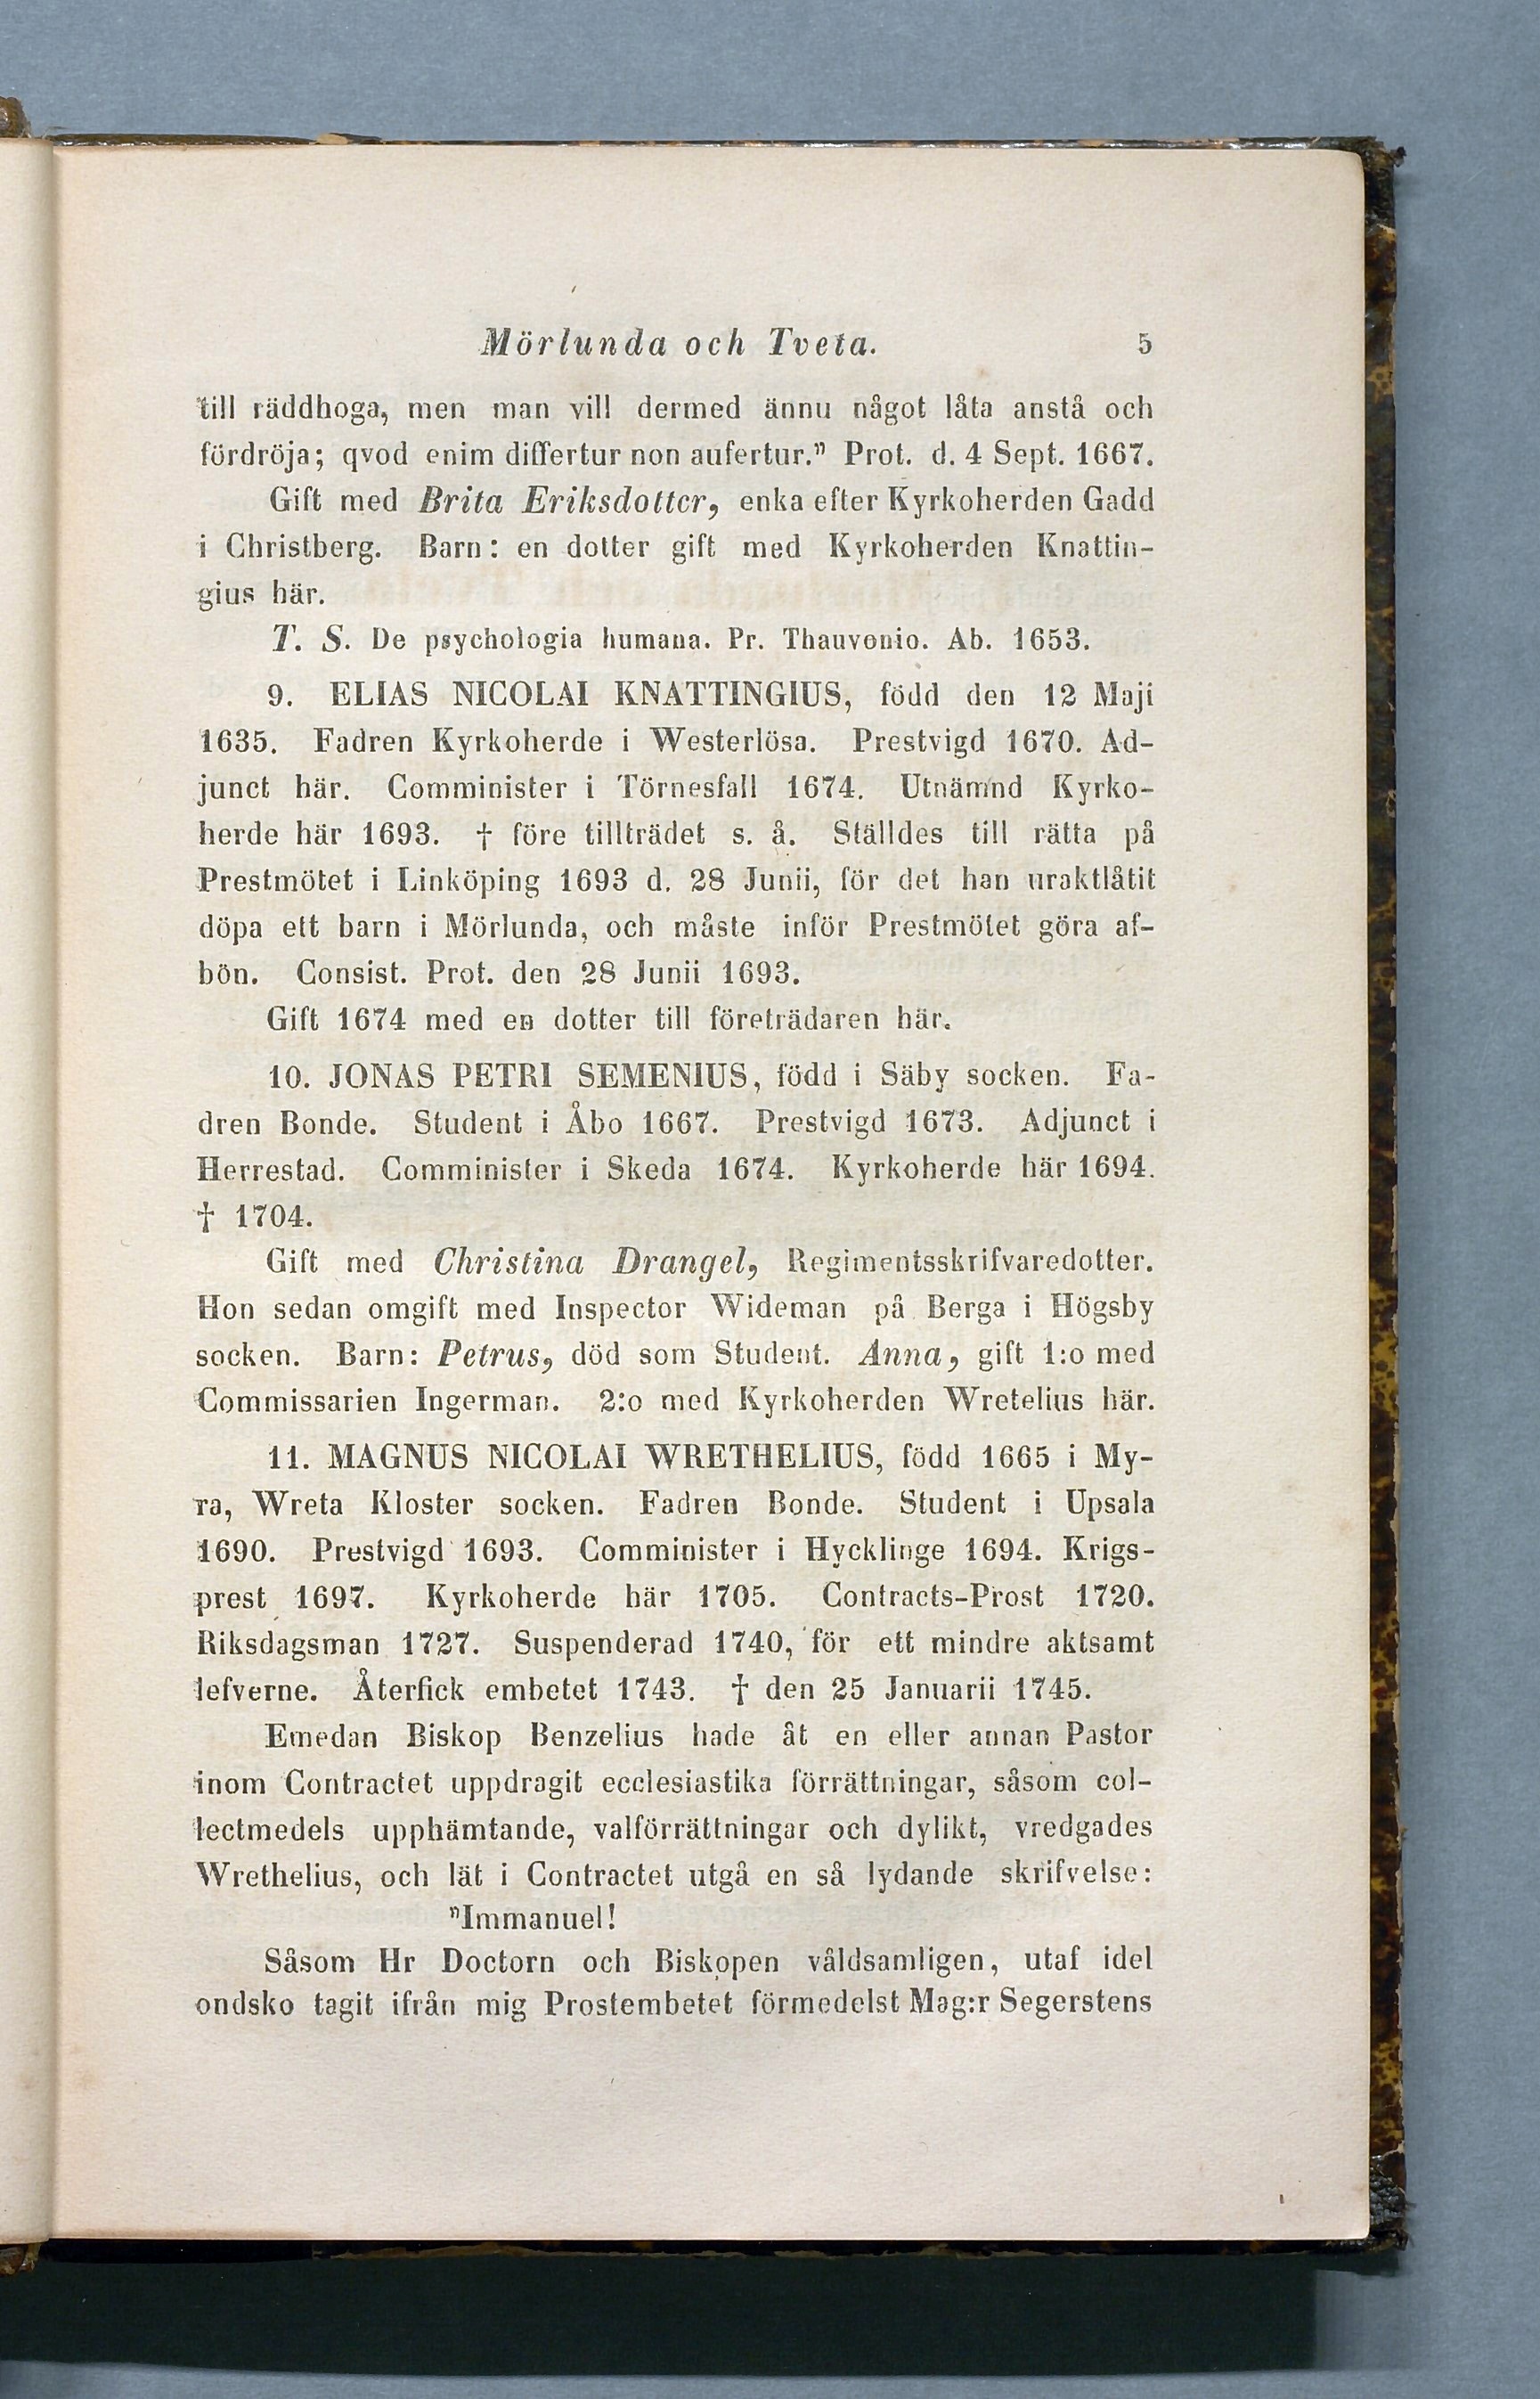 Mörlunda och Tveta. 5
till räddhoga, men man vill dermed ännu något låta anstå och
fördröja; qvod enim differtur non aufertur." Prot. d. 4 Sept. 1667.
Gift med Brita Eriksdotter, enka efter Kyrkoherden Gadd
i Christberg. Barn: en dotter gift med Kyrkoherden Knattin-
gius här.
T. S. De psychologia humana. Pr. Thauvonio. Ab. 1653.
9. ELIAS NICOLAI KNATTINGIUS, född den 12 Maji
1635. Fadren Kyrkoherde i Westerlösa. Prestvigd 1670. Ad-
junct här. Comminister i Törnesfall 1674. Utnämnd Kyrko-
herde här 1693. † före tillträdet s. å. Ställdes till rätta på
Prestmötet i Linköping 1693 d. 28 Junii, för det han uraktlåtit
döpa ett barn i Mörlunda, och måste inför Prestmötet göra af-
bön. Consist. Prot. den 28 Junii 1693.
Gift 1674 med en dotter till företrädaren här.
10. JONAS PETRI SEMENIUS, född i Säby socken. Fa-
dren Bonde. Student i Åbo 1667. Prestvigd 1673. Adjunct i
Herrestad. Comminister i Skeda 1674. Kyrkoherde här 1694.
† 1704.
Gift med Christina Drangel, Regimentsskrifvaredotter.
Hon sedan omgift med Inspector Wideman på Berga i Högsby
socken. Barn: Petrus, död som Student. Anna, gift 1:o med
Commissarien Ingerman. 2:o med Kyrkoherden Wretelius här.
11. MAGNUS NICOLAI WRETHELIUS, född 1665 i My-
ra, Wreta Kloster socken. Fadren Bonde. Student i Upsala
1690. Prestvigd 1693. Comminister i Hycklinge 1694. Krigs-
prest 1697. Kyrkoherde här 1705. Contracts-Prost 1720.
Riksdagsman 1727. Suspenderad 1740, för ett mindre aktsamt
lefverne. Återfick embetet 1743. † den 25 Januarii 1745.
Emedan Biskop Benzelius hade åt en eller annan Pastor
inom Contractet uppdragit ecclesiastika förrättningar, såsom col-
lectmedels upphämtande, valförrättningar och dylikt, vredgades
Wrethelius, och lät i Contractet utgå en så lydande skrifvelse:
"Immanuel!
Såsom Hr Doctorn och Biskopen våldsamligen, utaf idel
ondsko tagit ifrån mig Prostembetet förmedelst Mag:r Segerstens